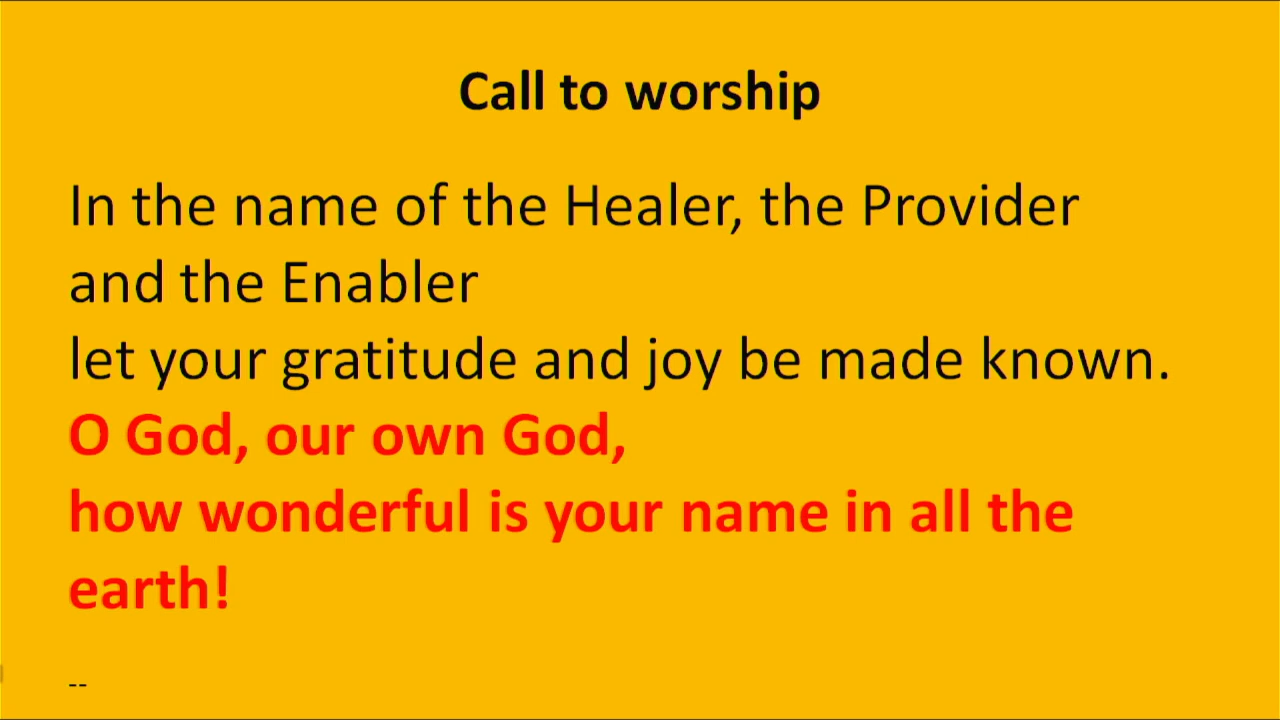 Call to worship
In the name of the Healer, the Provider
and the Enabler
let your gratitude and joy be made known.
O God, our own God,
how wonderful is your name in all the
earth!
--